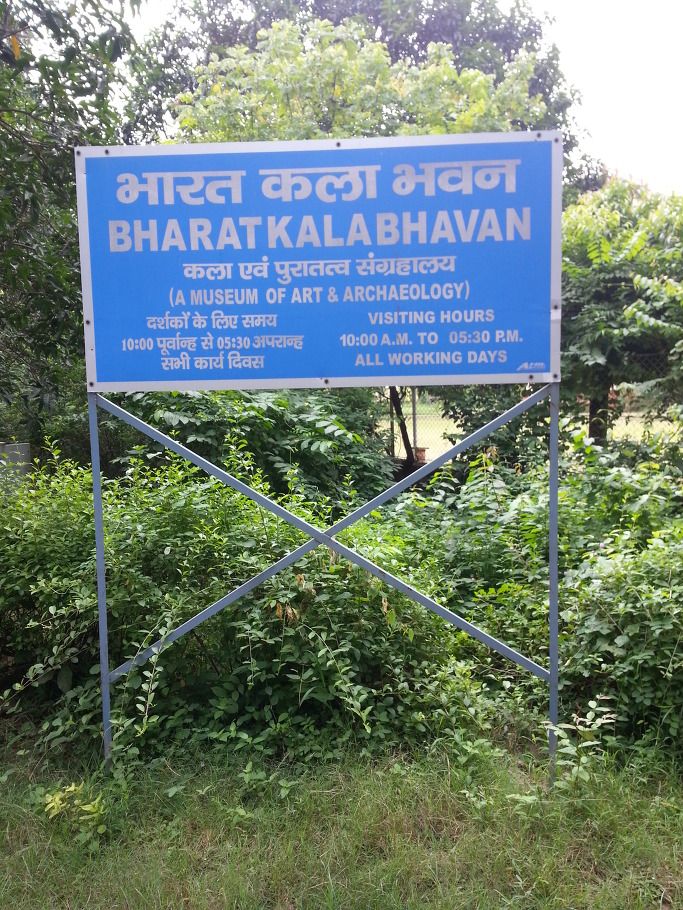 भारत कला भवन
BHARAT KALA BHAVAN
कला एवं पुरातत्व संग्रहालय
(A MUSEUM OF ART & ARCHAEOLOGY)
दर्शकों के लिए समय
10:00 पूर्वान्ह से 05:30 अपरान्ह
सभी कार्य दिवस
VISITING HOURS
10:00 A.M. TO 05:30 P.M.
ALL WORKING DAYS